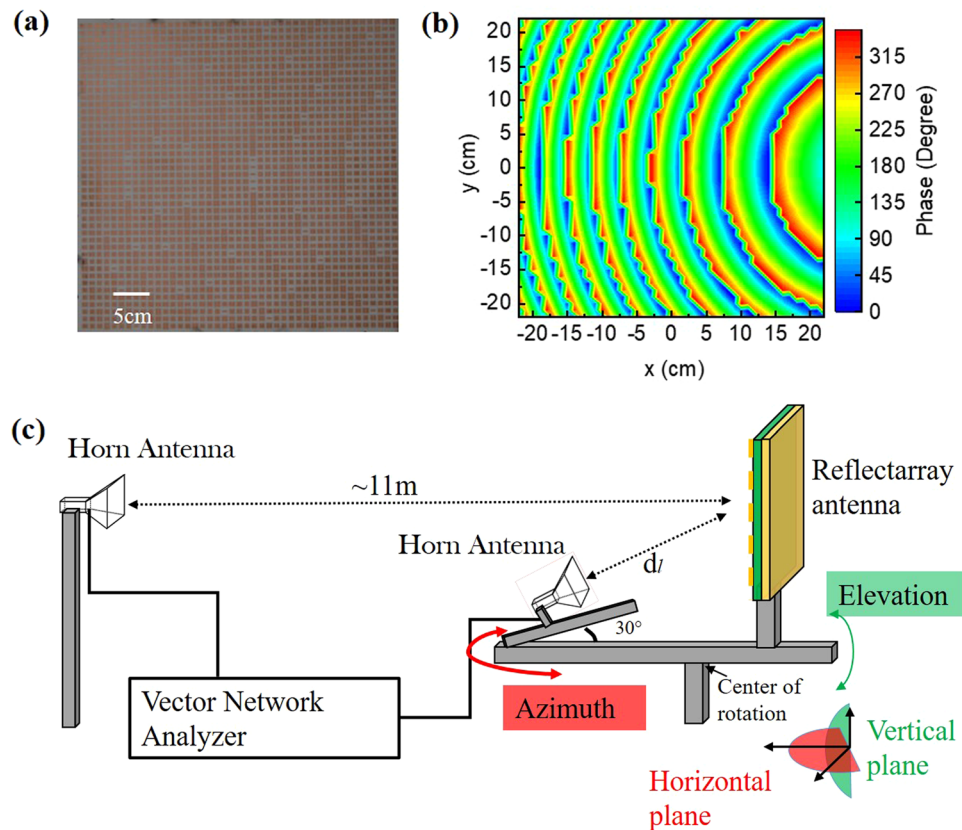 (a)
5cm
(b)
20
15
10
5
0
-5
-10
-15
-20
y (cm)
-20 -15 -10 -5 0 5 10 15 20
x (cm)
315
270
225
180
135
90
45
0
Phase (Degree)
(c)
Horn Antenna
~11m
Horn Antenna
dl
Reflectarray
antenna
Elevation
30°
Azimuth
Center of
rotation
Vector Network
Analyzer
Vertical
plane
Horizontal
plane